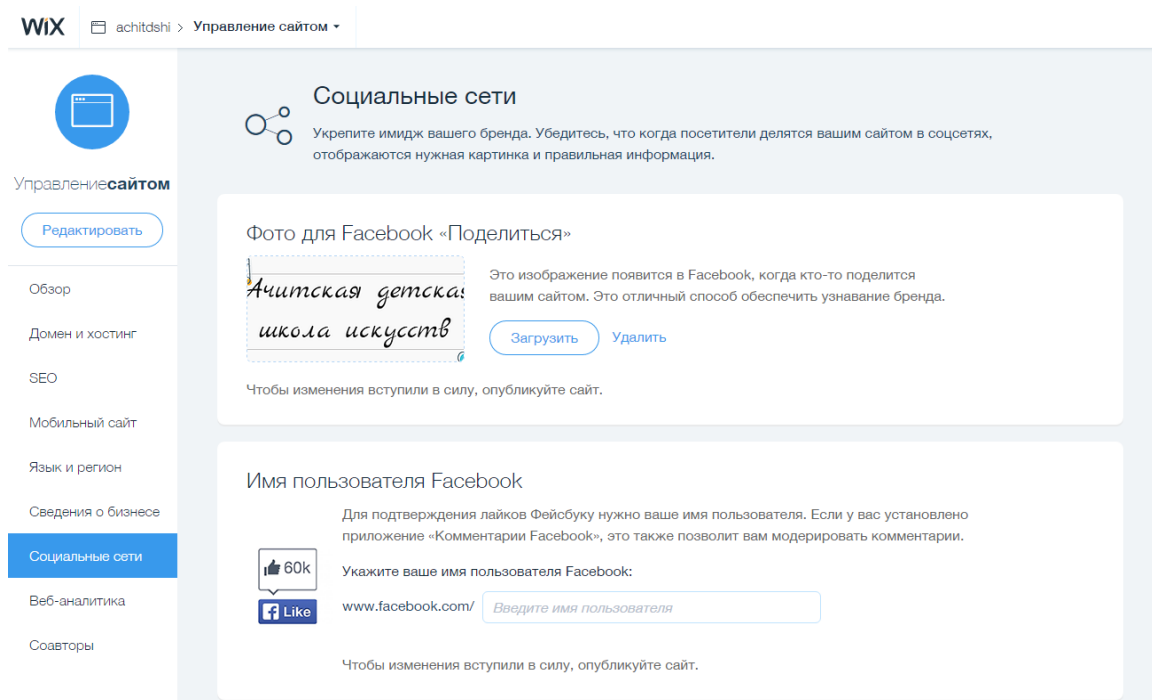 WiX
achitdshi > Управление сайтом
Управлениесайтом
Редактировать
Обзор
Домен и хостинг
SEO
Мобильный сайт
Язык и регион
Сведения о бизнесе
Социальные сети
Веб-аналитика
Соавторы
Социальные сети
Укрепите имидж вашего бренда. Убедитесь, что когда посетители делятся вашим сайтом в соцсетях,
отображаются нужная картинка и правильная информация.
Фото для Facebook «Поделиться»
Ачитская детская
школа искусств
Это изображение появится в Facebook, когда кто-то поделится
вашим сайтом. Это отличный способ обеспечить узнавание бренда.
Загрузить Удалить
Чтобы изменения вступили в силу, опубликуйте сайт.
Имя пользователя Facebook
Для подтверждения лайков Фейсбуку нужно ваше имя пользователя. Если у вас установлено
приложение «Комментарии Facebook», это также позволит вам модерировать комментарии.
60k
Like
Укажите ваше имя пользователя Facebook:
www.facebook.com/ Введите имя пользователя
Чтобы изменения вступили в силу, опубликуйте сайт.